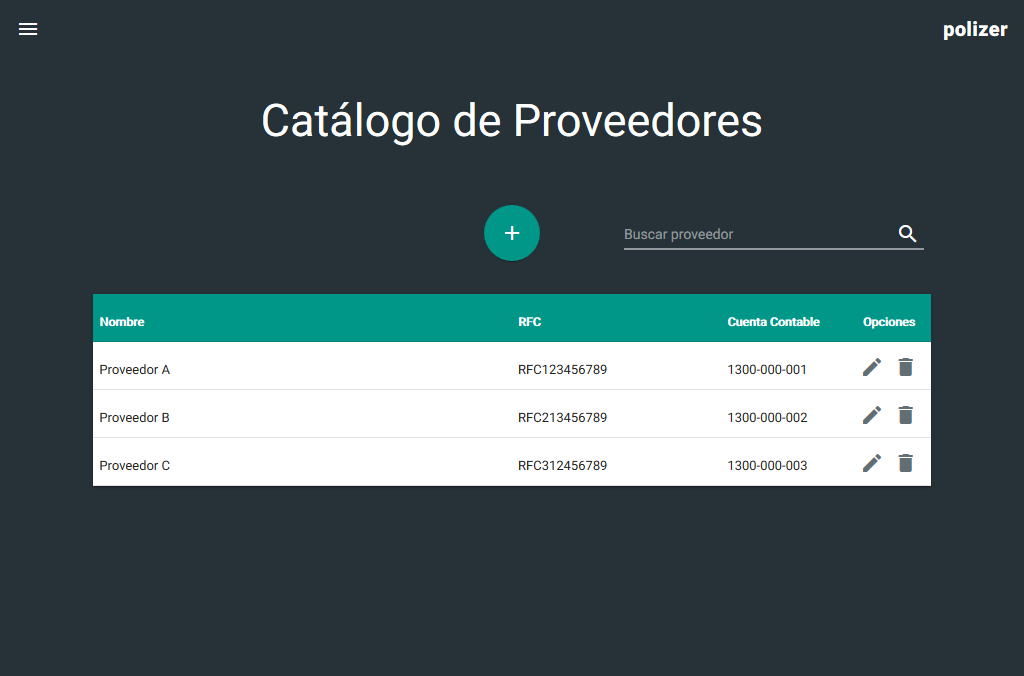 polizer
Catálogo de Proveedores
+
Buscar proveedor
Nombre RFC Cuenta Contable Opciones
Proveedor A RFC123456789 1300-000-001
Proveedor B RFC213456789 1300-000-002
Proveedor C RFC312456789 1300-000-003